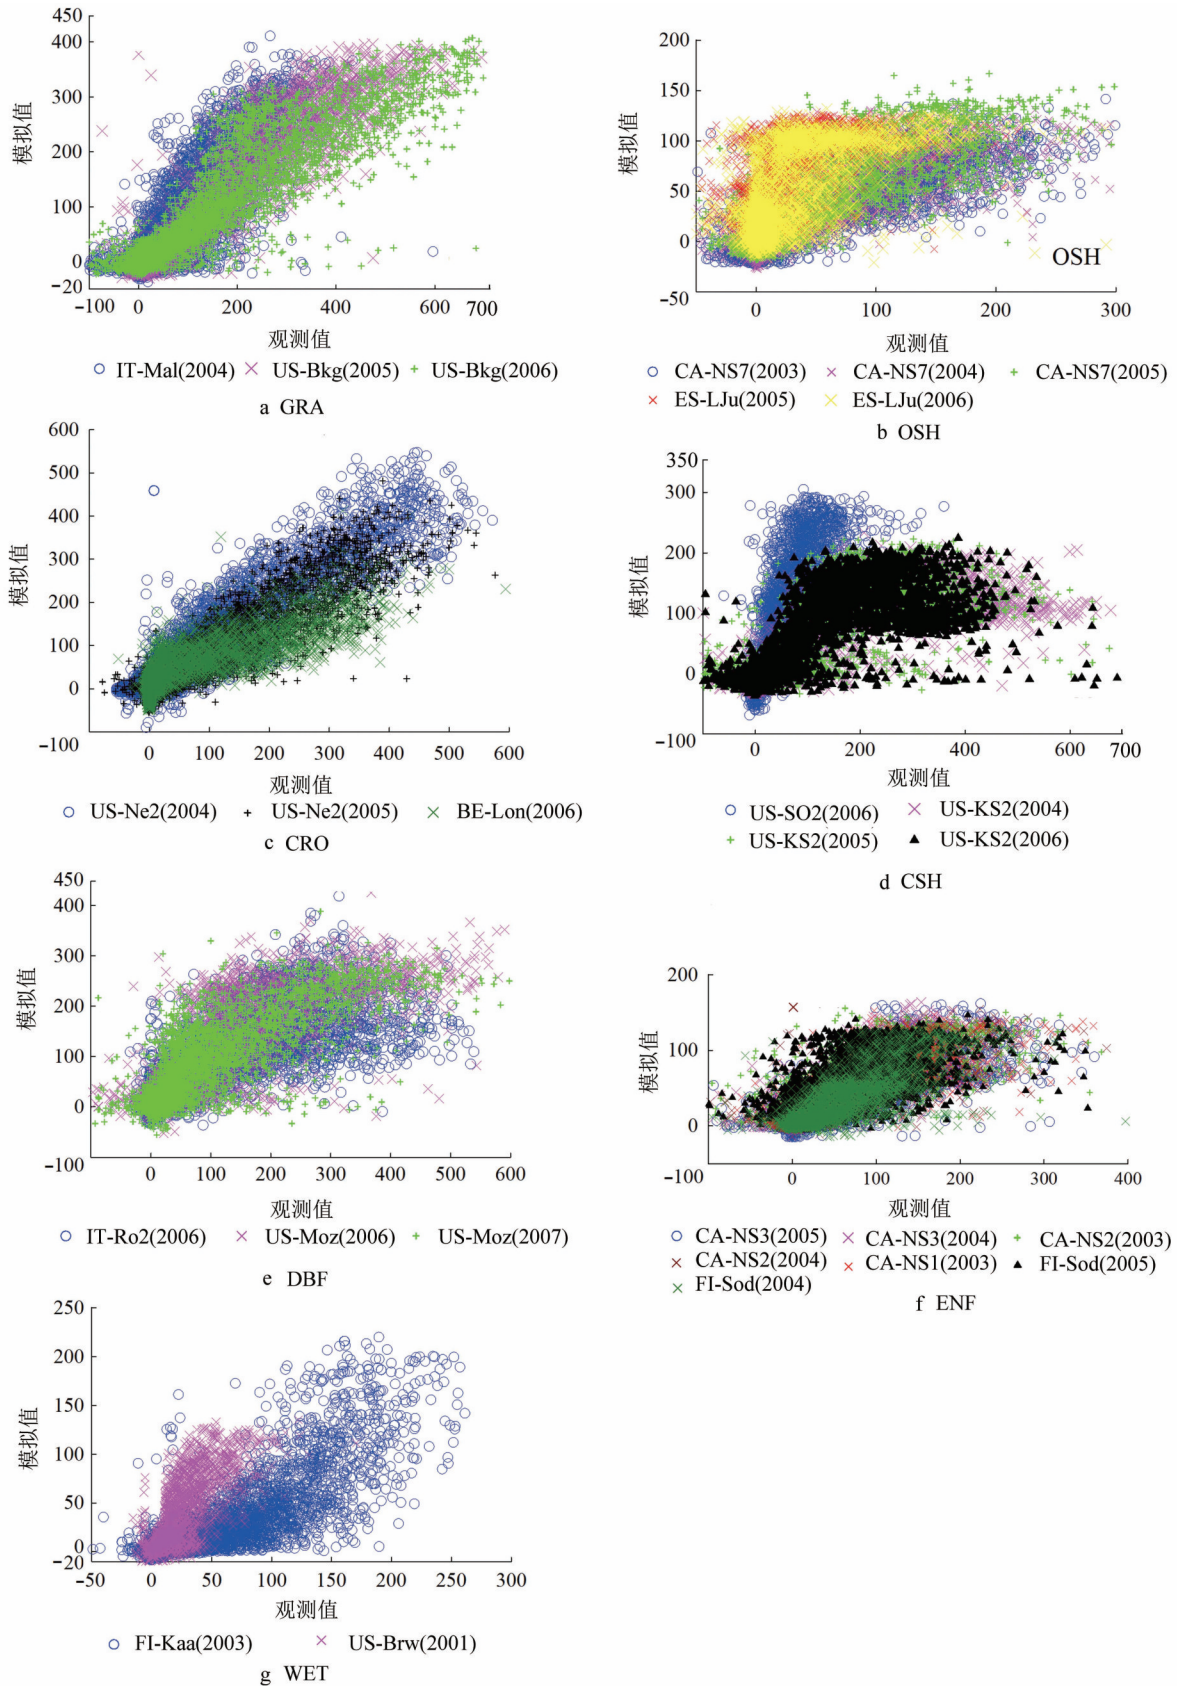 450
400
300
200
100
0
−20
−100
0
200
400
600
700
模拟值
观测值
IT-Mal(2004) US-Bkg(2005) US-Bkg(2006)
a GRA
200
150
100
50
0
−50
0
100
200
300
模拟值
OSH
观测值
CA-NS7(2003) CA-NS7(2004) CA-NS7(2005)
ES-LJu(2005) ES-LJu(2006)
b OSH
600
500
400
300
200
100
0
−100
0
100
200
300
400
500
600
模拟值
观测值
US-Ne2(2004) US-Ne2(2005) BE-Lon(2006)
c CRO
350
300
200
100
0
−100
0
200
400
600
700
模拟值
观测值
US-SO2(2006) US-KS2(2004)
US-KS2(2005) US-KS2(2006)
d CSH
450
400
300
200
100
0
−100
0
100
200
300
400
500
600
模拟值
观测值
IT-Ro2(2006) US-Moz(2006) US-Moz(2007)
e DBF
200
100
0
−100
0
100
200
300
400
模拟值
观测值
CA-NS3(2005) CA-NS3(2004) CA-NS2(2003)
CA-NS2(2004) CA-NS1(2003) FI-Sod(2005)
FI-Sod(2004)
f ENF
250
200
150
100
50
0
−20
−50
0
50
100
150
200
250
300
模拟值
观测值
FI-Kaa(2003) US-Brw(2001)
g WET